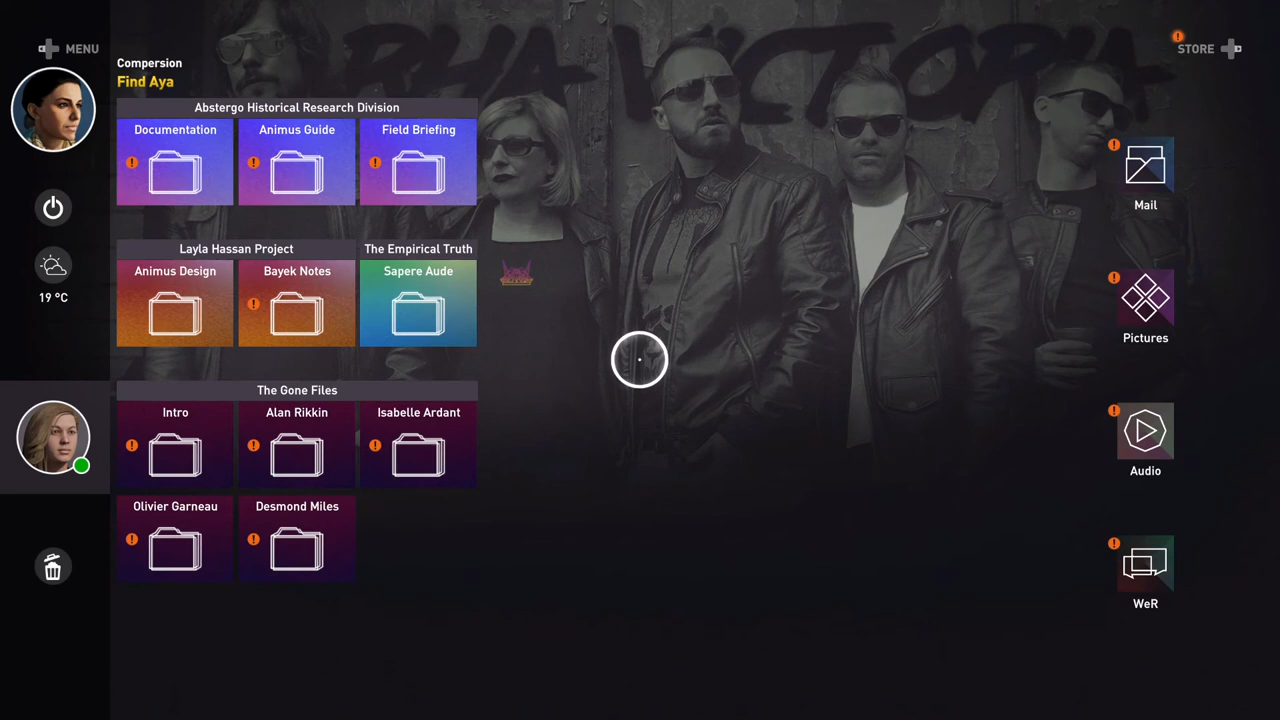 MENU
STORE
Compersion
Find Aya
Abstergo Historical Research Division
Documentation
Animus Guide
Field Briefing
Layla Hassan Project
The Empirical Truth
Animus Design
Bayek Notes
Sapere Aude
19 °C
The Gone Files
Intro
Alan Rikkin
Isabelle Ardant
Olivier Garneau
Desmond Miles
Mail
Pictures
Audio
WeR